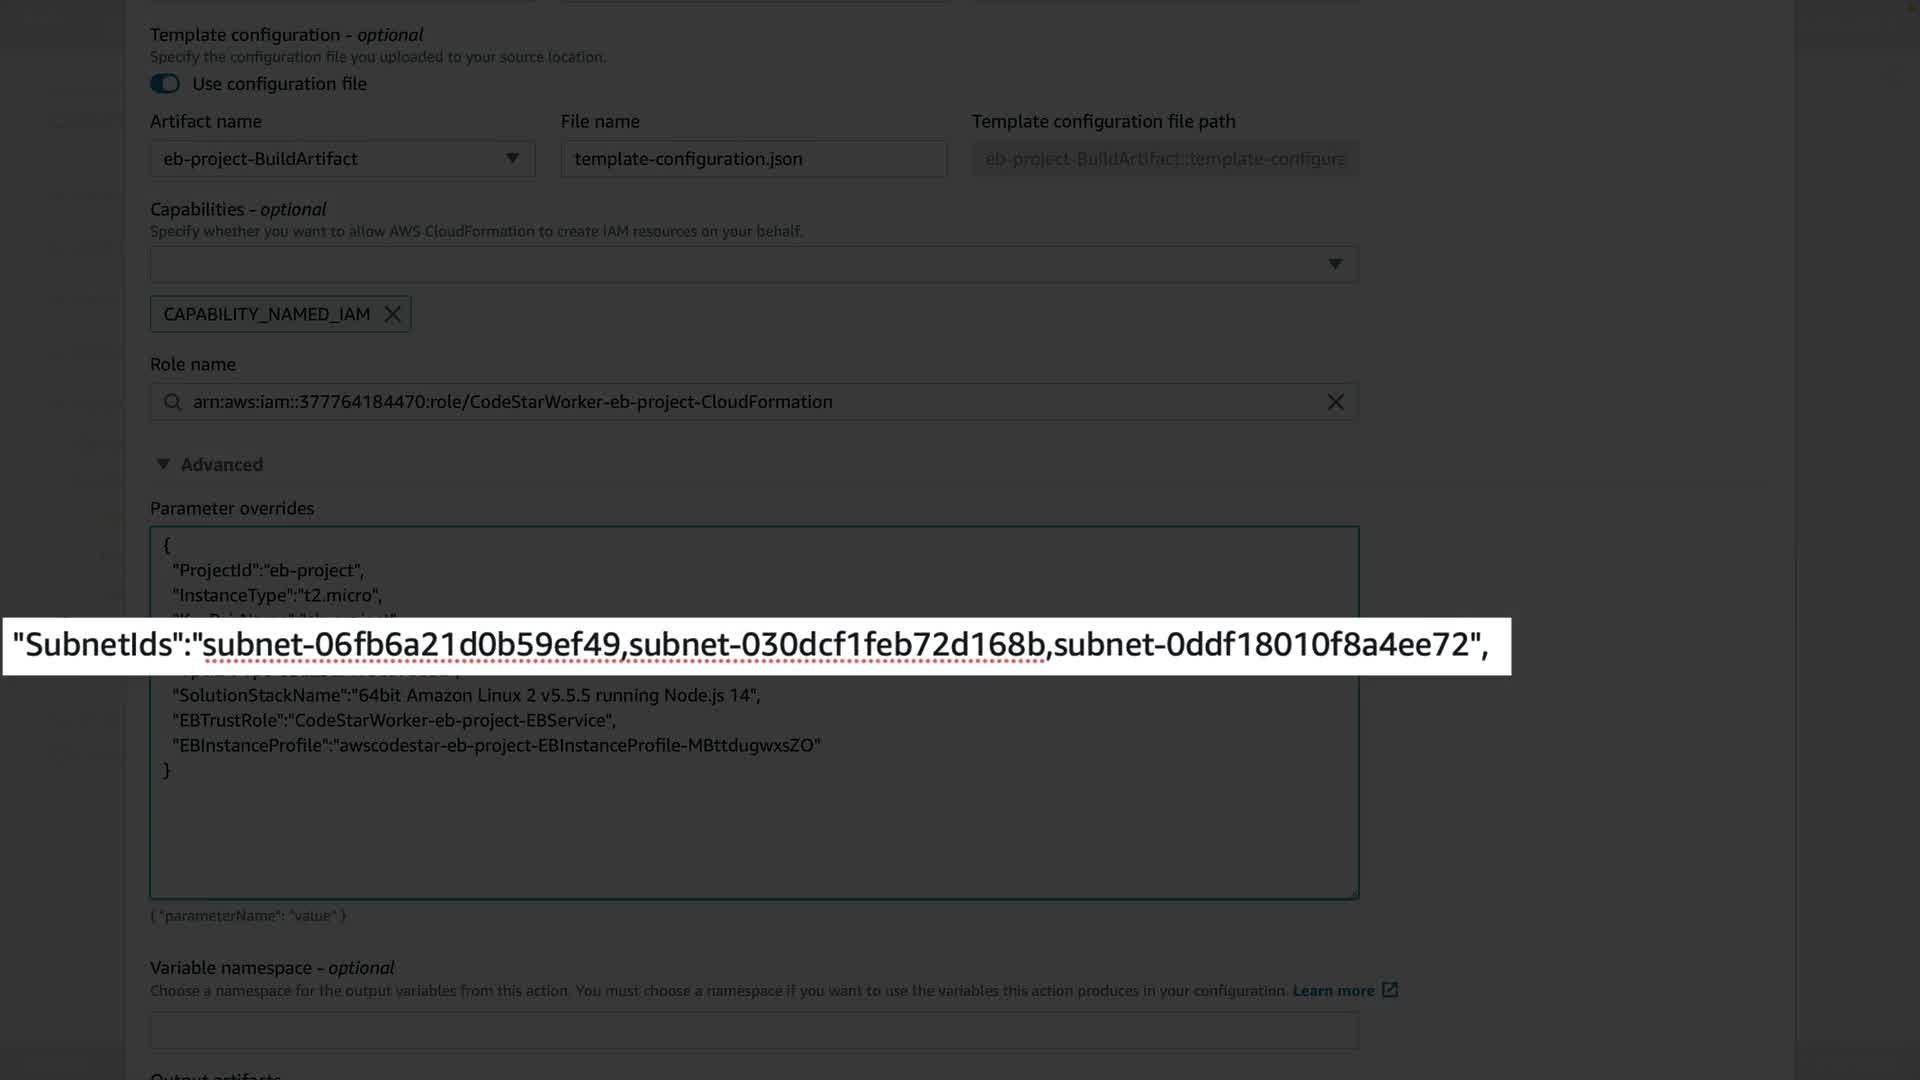 Template configuration - optional
Specify the configuration file you uploaded to your source location.
Use configuration file
Artifact name File name Template configuration file path
eb-project-BuildArtifact template-configuration.json eb-project-BuildArtifact::template-configura
Capabilities - optional
Specify whether you want to allow AWS CloudFormation to create IAM resources on your behalf.
CAPABILITY_NAMED_IAM
Role name
arn:aws:iam::377764184470:role/CodeStarWorker-eb-project-CloudFormation
Advanced
Parameter overrides
{
"ProjectId":"eb-project",
"InstanceType":"t2.micro",
"SubnetIds":"subnet-06fb6a21d0b59ef49,subnet-030dcf1feb72d168b,subnet-0ddf18010f8a4ee72",
"SolutionStackName":"64bit Amazon Linux 2 v5.5.5 running Node.js 14",
"EBTrustRole":"CodeStarWorker-eb-project-EBService",
"EBInstanceProfile":"awscodestar-eb-project-EBInstanceProfile-MBttdugwxsZO"
}
{ "parameterName": "value" }
Variable namespace - optional
Choose a namespace for the output variables from this action. You must choose a namespace if you want to use the variables this action produces in your configuration. Learn more
Output artifacts